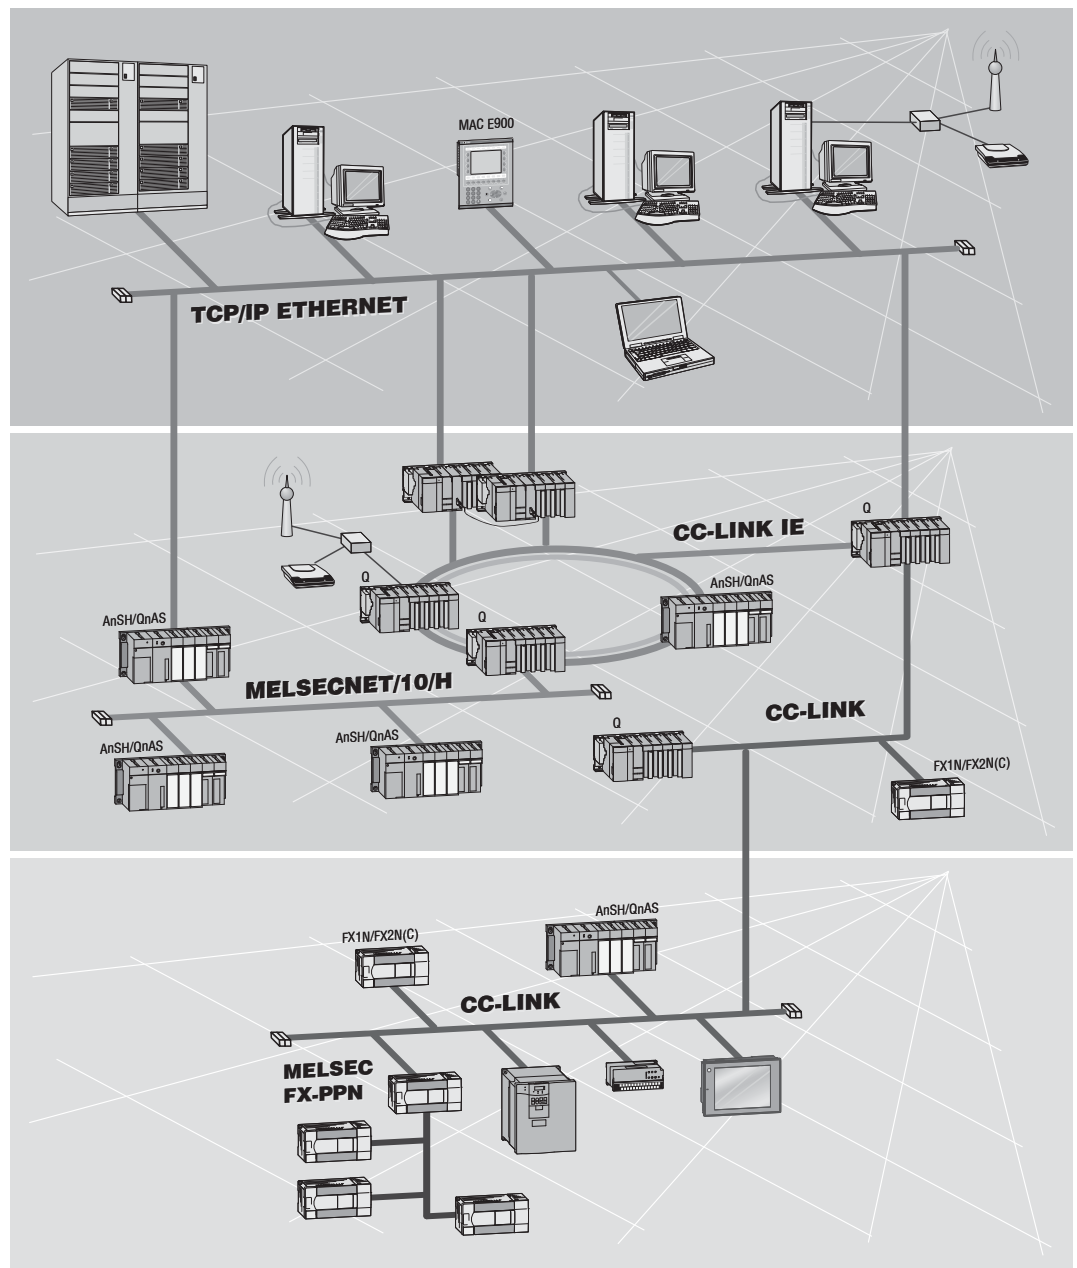 MAC E900
TCP/IP ETHERNET
Q
CC-LINK IE
Q
AnSH/QnAS
AnSH/QnAS
Q
MELSECNET/10/H
CC-LINK
Q
AnSH/QnAS
AnSH/QnAS
FX1N/FX2N(C)
AnSH/QnAS
FX1N/FX2N(C)
CC-LINK
MELSEC
FX-PPN